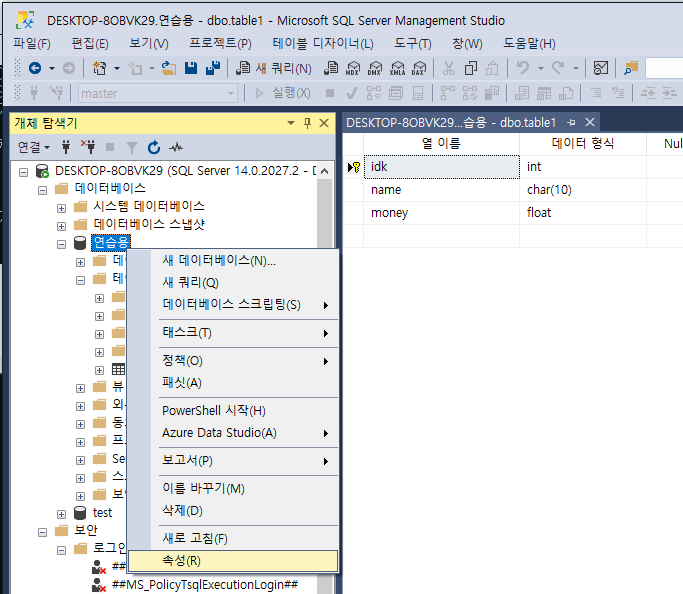 DESKTOP-8OBVK29.연습용 - dbo.table1 - Microsoft SQL Server Management Studio
파일(F) 편집(E) 보기(V) 프로젝트(P) 테이블 디자이너(L) 도구(T) 창(W) 도움말(H)
새 쿼리(N) MDX DMX XMLA DAX
master 실행(X)
개체 탐색기
연결
DESKTOP-8OBVK29 (SQL Server 14.0.2027.2 - D
데이터베이스
시스템 데이터베이스
데이터베이스 스냅샷
연습용
데
테
뷰
외
동
프
Se
스
보
test
보안
로그인
##
##MS_PolicyTsqlExecutionLogin##
새 데이터베이스(N)...
새 쿼리(Q)
데이터베이스 스크립팅(S)
태스크(T)
정책(O)
패싯(A)
PowerShell 시작(H)
Azure Data Studio(A)
보고서(P)
이름 바꾸기(M)
삭제(D)
새로 고침(F)
속성(R)
DESKTOP-8OBVK29...습용 - dbo.table1
열 이름 데이터 형식 Nul
idk int
name char(10)
money float